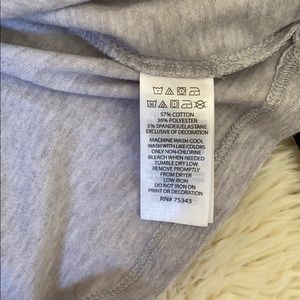 57% COTTON
38% POLYESTER
5% SPANDEX/ELASTANE
EXCLUSIVE OF DECORATION
MACHINE WASH COOL
WASH WITH LIKE COLORS
ONLY NON-CHLORINE
BLEACH WHEN NEEDED
TUMBLE DRY LOW
REMOVE PROMPTLY
FROM DRYER
LOW IRON
DO NOT IRON ON
PRINT OR DECORATION
RN# 75343